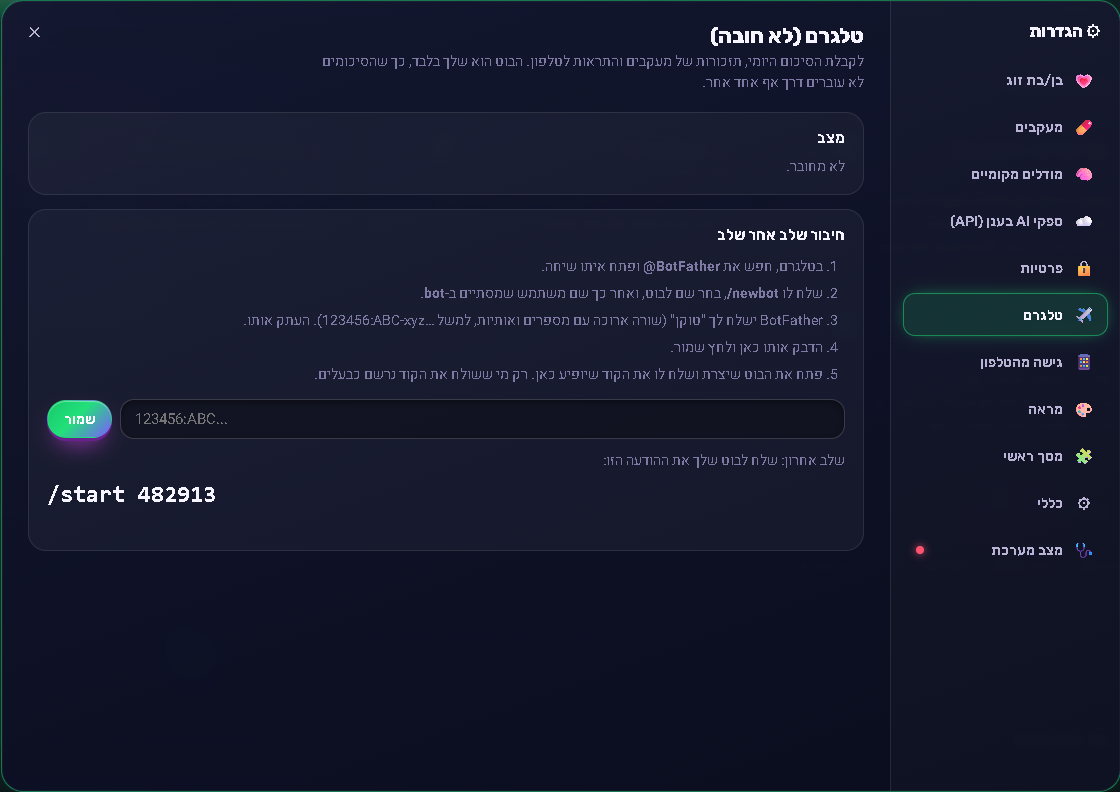 ⚙ הגדרות
בן/בת זוג
מעקבים
מודלים מקומיים
ספקי AI בענן (API)
פרטיות
טלגרם
גישה מהטלפון
מראה
מסך ראשי
כללי
מצב מערכת
טלגרם (לא חובה)
לקבלת הסיכום היומי, תזכורות של מעקבים והתראות לטלפון. הבוט הוא שלך בלבד, כך שהסיכומים
לא עוברים דרך אף אחד אחר.
מצב
לא מחובר.
חיבור שלב אחר שלב
1. בטלגרם, חפש את @BotFather ופתח איתו שיחה.
2. שלח לו /newbot, בחר שם לבוט, ואחר כך שם משתמש שמסתיים ב-bot.
3. BotFather ישלח לך "טוקן" (שורה ארוכה עם מספרים ואותיות, למשל 123456:ABC-xyz...). העתק אותו.
4. הדבק אותו כאן ולחץ שמור.
5. פתח את הבוט שיצרת ושלח לו את הקוד שיופיע כאן. רק מי ששולח את הקוד נרשם כבעלים.
123456:ABC...
שמור
שלב אחרון: שלח לבוט שלך את ההודעה הזו:
/start 482913